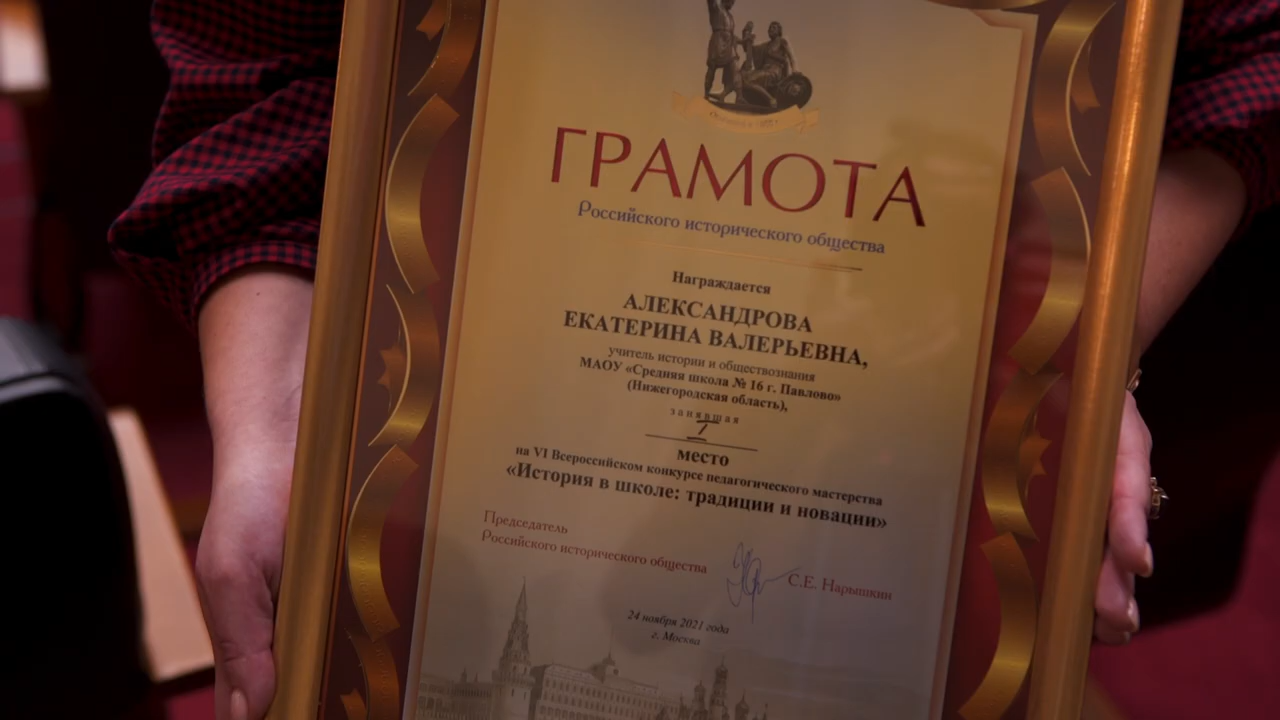 ГРАМОТА
Российского исторического общества
Награждается
АЛЕКСАНДРОВА
ЕКАТЕРИНА ВАЛЕРЬЕВНА,
учитель истории и обществознания
МАОУ «Средняя школа № 16 г. Павлово»
(Нижегородская область),
занявшая
I
место
на VI Всероссийском конкурсе педагогического мастерства
«История в школе: традиции и новации»
Председатель
Российского исторического общества
С.Е. Нарышкин
24 ноября 2021 года
г. Москва